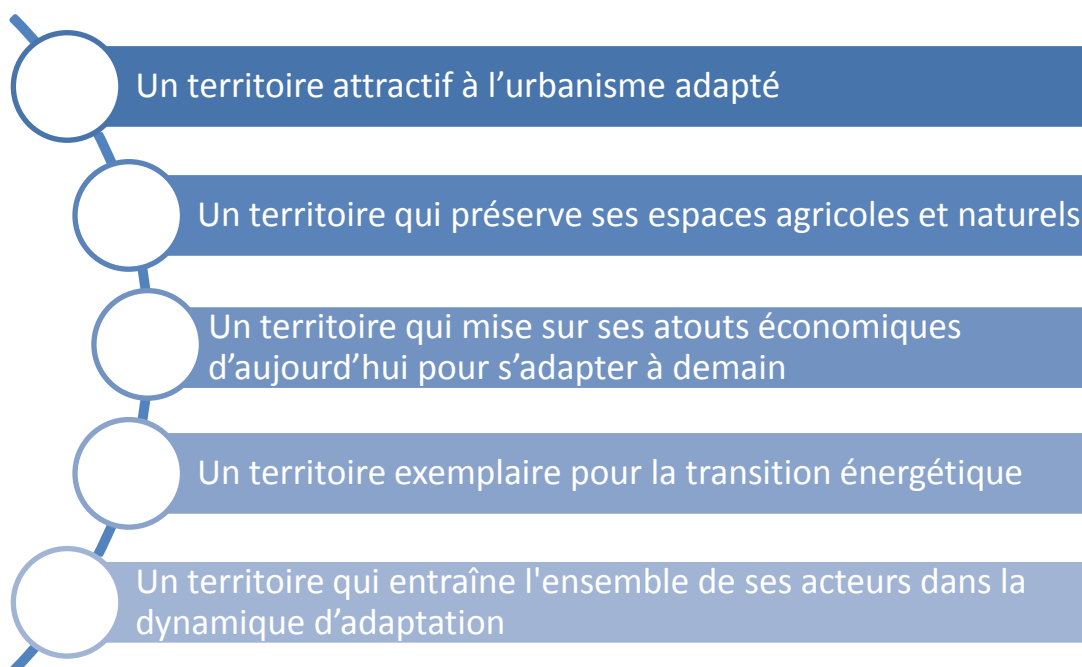 Un territoire attractif à l’urbanisme adapté
Un territoire qui préserve ses espaces agricoles et naturels
Un territoire qui mise sur ses atouts économiques
d’aujourd’hui pour s’adapter à demain
Un territoire exemplaire pour la transition énergétique
Un territoire qui entraîne l'ensemble de ses acteurs dans la
dynamique d’adaptation